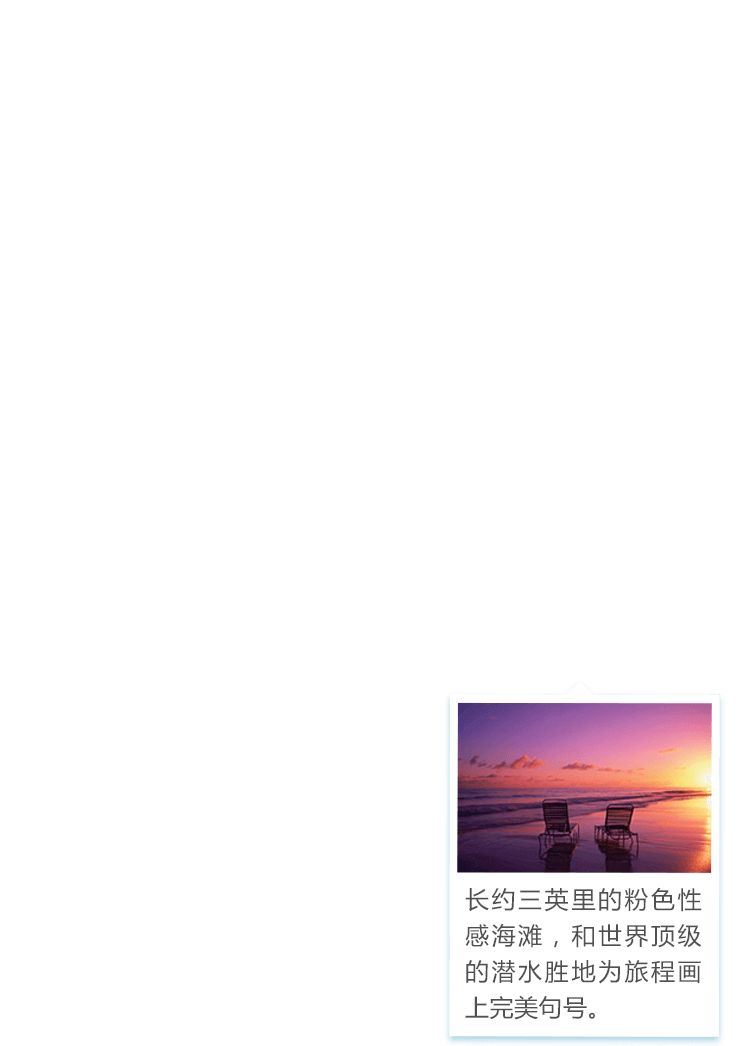 长约三英里的粉色性
感海滩，和世界顶级
的潜水胜地为旅程画
上完美句号。